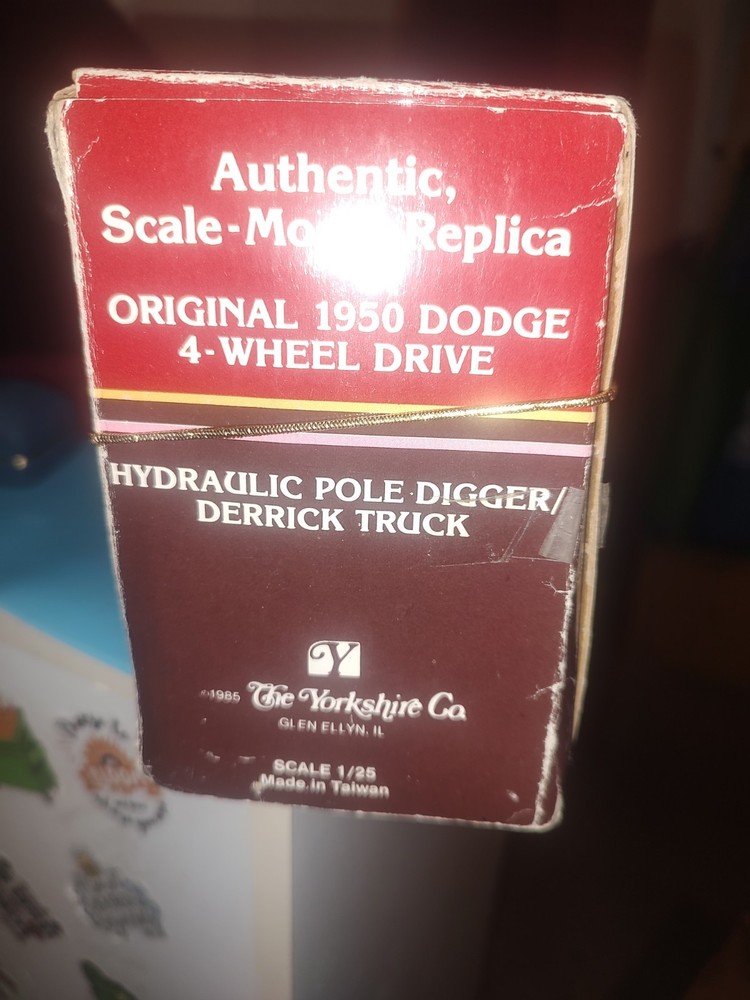 Authentic,
Scale-Mo Replica
ORIGINAL 1950 DODGE
4-WHEEL DRIVE
HYDRAULIC POLE DIGGER/
DERRICK TRUCK
Y
©1985 The Yorkshire Co.
GLEN ELLYN, IL
SCALE 1/25
Made in Taiwan